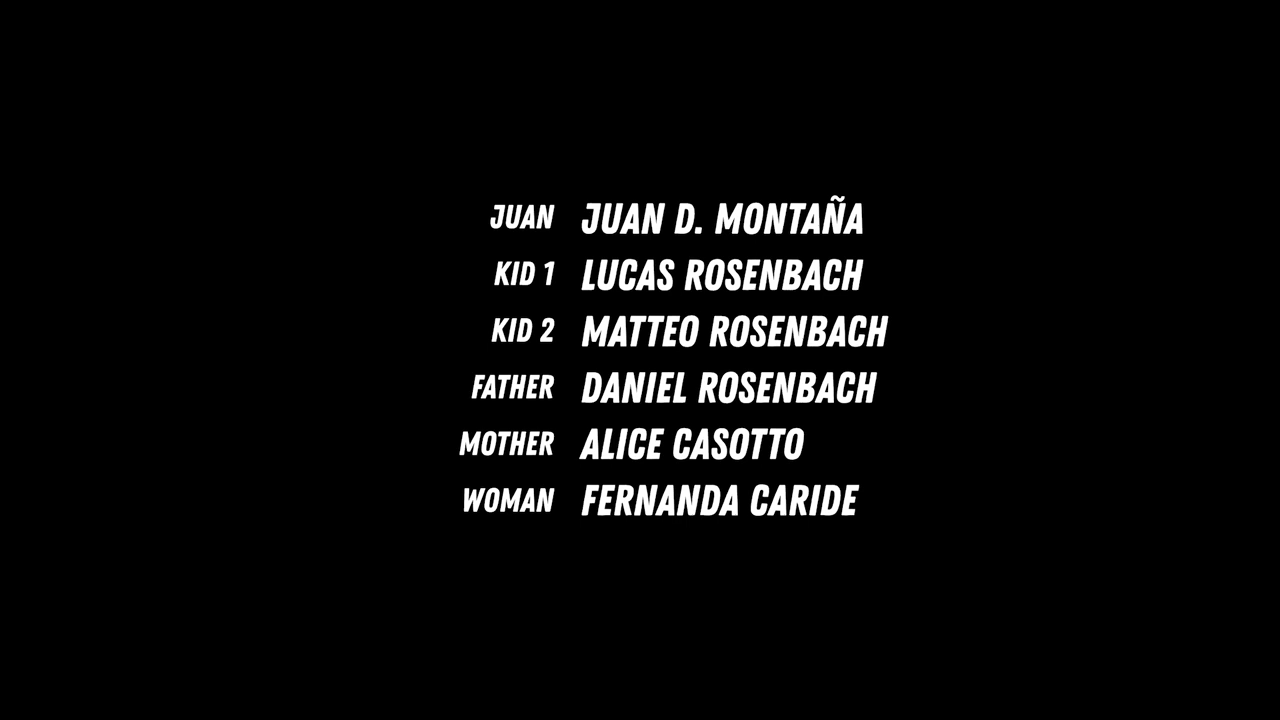 JUAN JUAN D. MONTAÑA
KID 1 LUCAS ROSENBACH
KID 2 MATTEO ROSENBACH
FATHER DANIEL ROSENBACH
MOTHER ALICE CASOTTO
WOMAN FERNANDA CARIDE